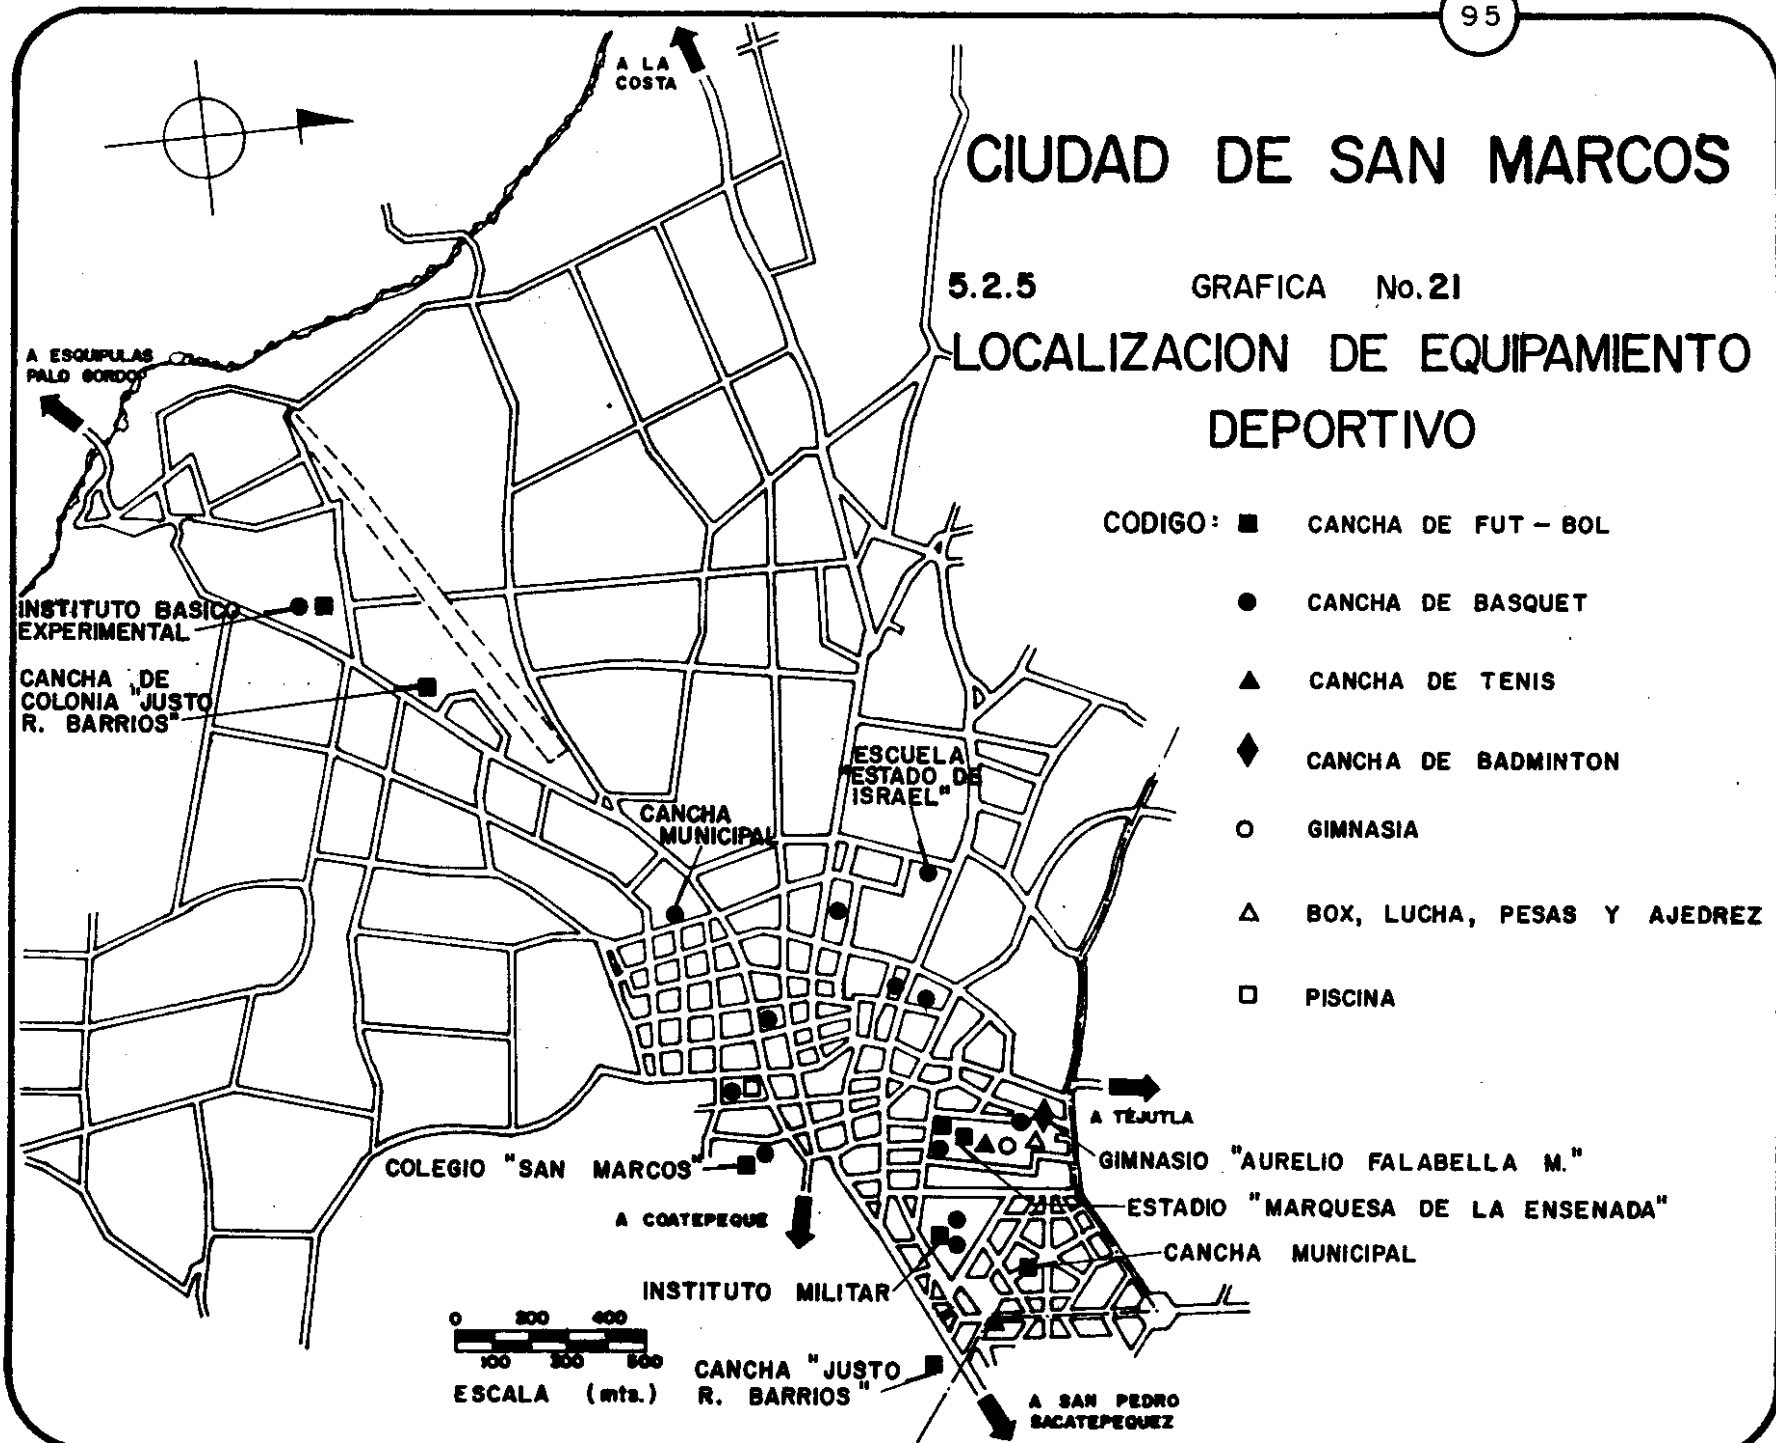 95
A LA
COSTA
CIUDAD DE SAN MARCOS
5.2.5 GRAFICA No.21
LOCALIZACION DE EQUIPAMIENTO
DEPORTIVO
A ESQUIPULAS
PALO GORDO
CODIGO:
CANCHA DE FUT-BOL
CANCHA DE BASQUET
CANCHA DE TENIS
CANCHA DE BADMINTON
GIMNASIA
BOX, LUCHA, PESAS Y AJEDREZ
PISCINA
INSTITUTO BASICO
EXPERIMENTAL
CANCHA DE
COLONIA "JUSTO
R. BARRIOS"
ESCUELA
"ESTADO DE
ISRAEL"
CANCHA
MUNICIPAL
A TEJUTLA
GIMNASIO "AURELIO FALABELLA M."
COLEGIO "SAN MARCOS"
ESTADIO "MARQUESA DE LA ENSENADA"
A COATEPEQUE
CANCHA MUNICIPAL
INSTITUTO MILITAR
0 200 400
100 300 500
ESCALA (mts.)
CANCHA "JUSTO
R. BARRIOS"
A SAN PEDRO
SACATEPEQUEZ